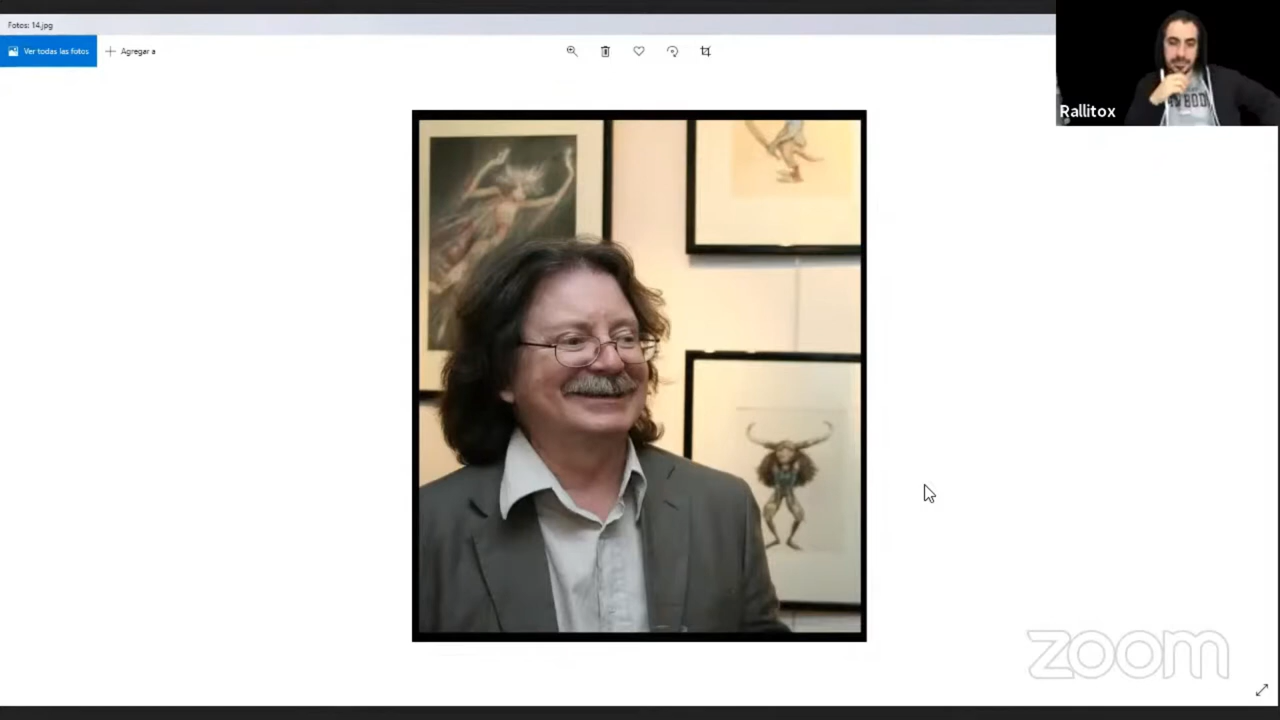 Fotos: 14.jpg
Ver todas las fotos
Agregar a
Rallitox
zoom